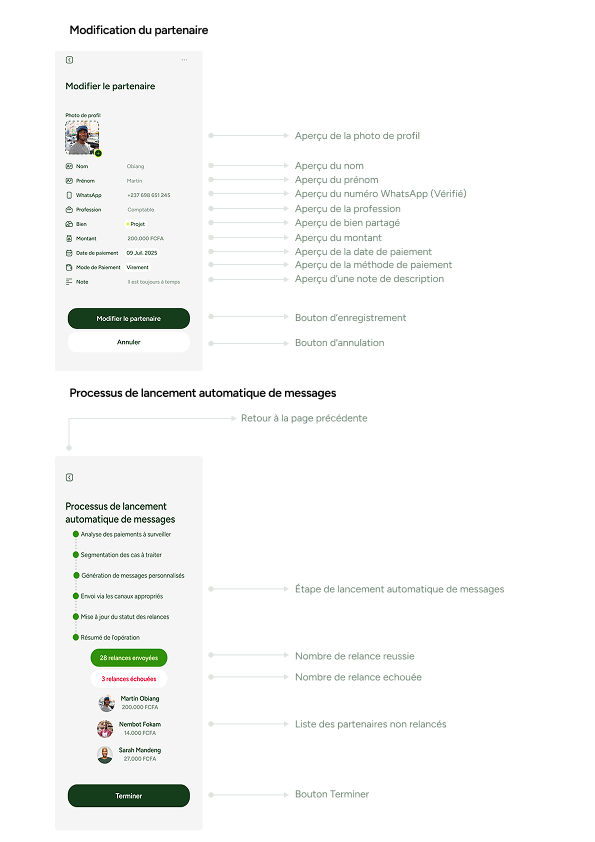 Modification du partenaire
Modifier le partenaire
Photo de profil
Aperçu de la photo de profil
Nom Obiang
Aperçu du nom
Prénom Martin
Aperçu du prénom
WhatsApp +237 698 651 245
Aperçu du numéro WhatsApp (Vérifié)
Profession Comptable
Aperçu de la profession
Bien Projet
Aperçu de bien partagé
Montant 200.000 FCFA
Aperçu du montant
Date de paiement 09 Juil. 2025
Aperçu de la date de paiement
Mode de Paiement Virement
Aperçu de la méthode de paiement
Note Il est toujours à temps
Aperçu d'une note de description
Modifier le partenaire
Bouton d'enregistrement
Annuler
Bouton d'annulation
Processus de lancement automatique de messages
Retour à la page précédente
Processus de lancement
automatique de messages
Analyse des paiements à surveiller
Segmentation des cas à traiter
Génération de messages personnalisés
Envoi via les canaux appropriés
Étape de lancement automatique de messages
Mise à jour du statut des relances
Résumé de l'opération
28 relances envoyées
Nombre de relance reussie
3 relances échouées
Nombre de relance echouée
Martin Obiang
200.000 FCFA
Nembot Fokam
14.000 FCFA
Liste des partenaires non relancés
Sarah Mandeng
27.000 FCFA
Terminer
Bouton Terminer